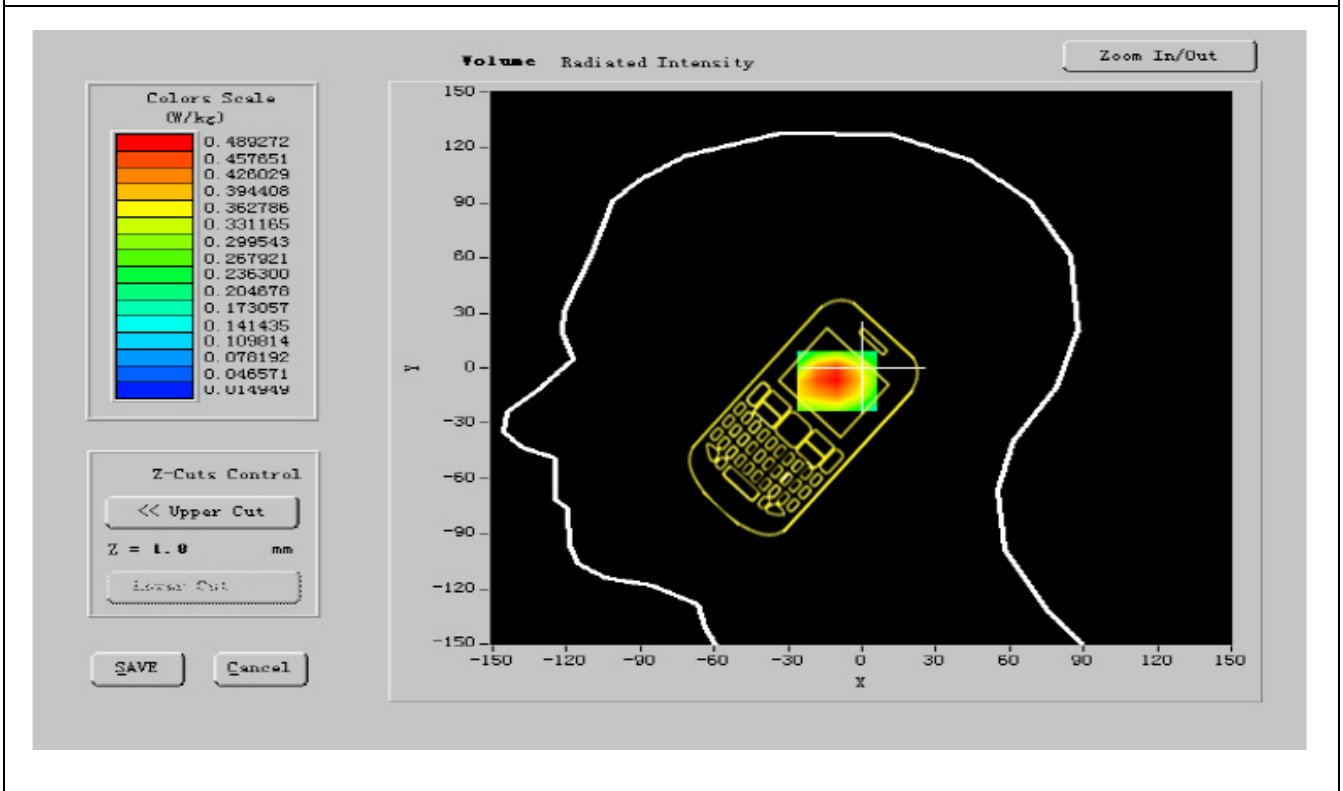 Volume Radiated Intensity
Zoom In/Out
Colors Scale
(W/kg)
0.489272
0.457651
0.426029
0.394408
0.362786
0.331165
0.299543
0.267921
0.236300
0.204678
0.173057
0.141435
0.109814
0.078192
0.046571
0.014949
Z-Cuts Control
<< Upper Cut
Z = 1.0 mm
Lower Cut
SAVE
Cancel
150
120
90
60
30
0
-30
-60
-90
-120
-150
Y
-150 -120 -90 -60 -30 0 30 60 90 120 150
X